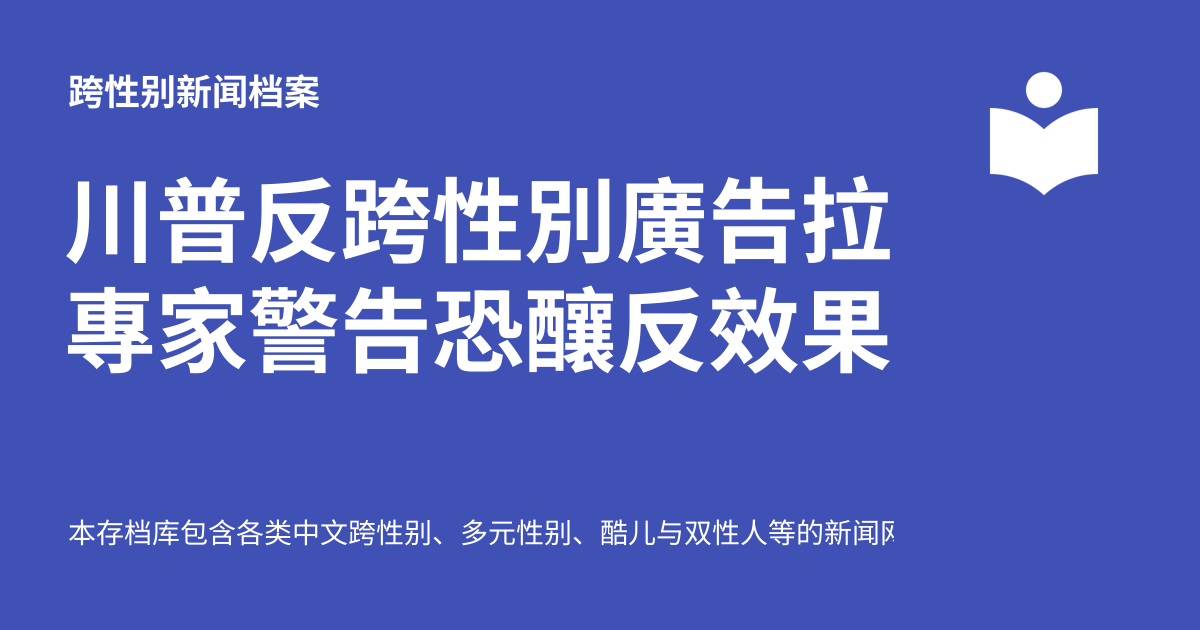 跨性别新闻档案
川普反跨性別廣告拉
專家警告恐釀反效果
本存档库包含各类中文跨性别、多元性别、酷儿与双性人等的新闻